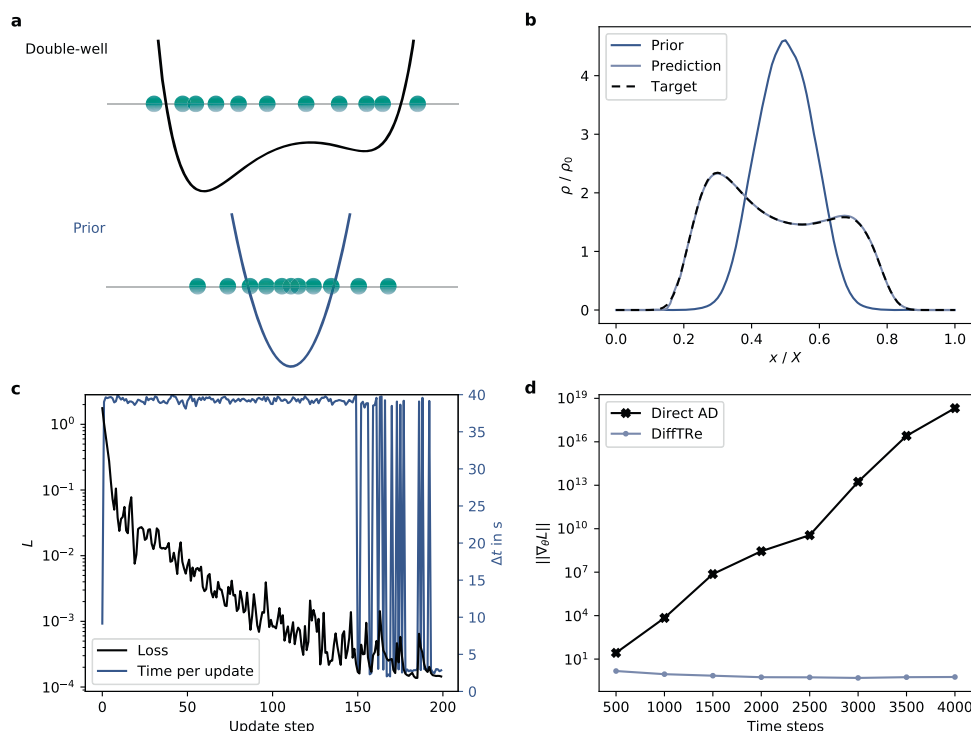 a
Double-well
Prior
b
Prior
Prediction
Target
ρ / ρ0
4
3
2
1
0
0.0 0.2 0.4 0.6 0.8 1.0
x / X
c
10^0
10^-1
10^-2
10^-3
10^-4
L
Loss
Time per update
40
35
30
25
20
15
10
5
0
Δt in s
0 50 100 150 200
Update step
d
Direct AD
DiffTRe
10^19
10^16
10^13
10^10
10^7
10^4
10^1
||∇θL||
500 1000 1500 2000 2500 3000 3500 4000
Time steps